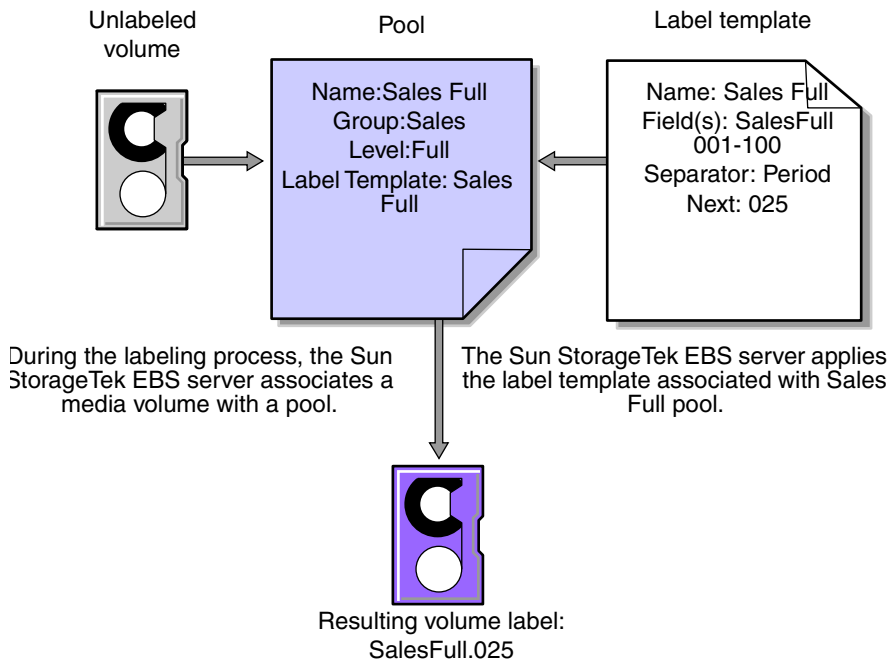 Unlabeled
volume
Pool
Label template
Name:Sales Full
Group:Sales
Level:Full
Label Template: Sales
Full
Name: Sales Full
Field(s): SalesFull
001-100
Separator: Period
Next: 025
During the labeling process, the Sun
StorageTek EBS server associates a
media volume with a pool.
The Sun StorageTek EBS server applies
the label template associated with Sales
Full pool.
Resulting volume label:
SalesFull.025